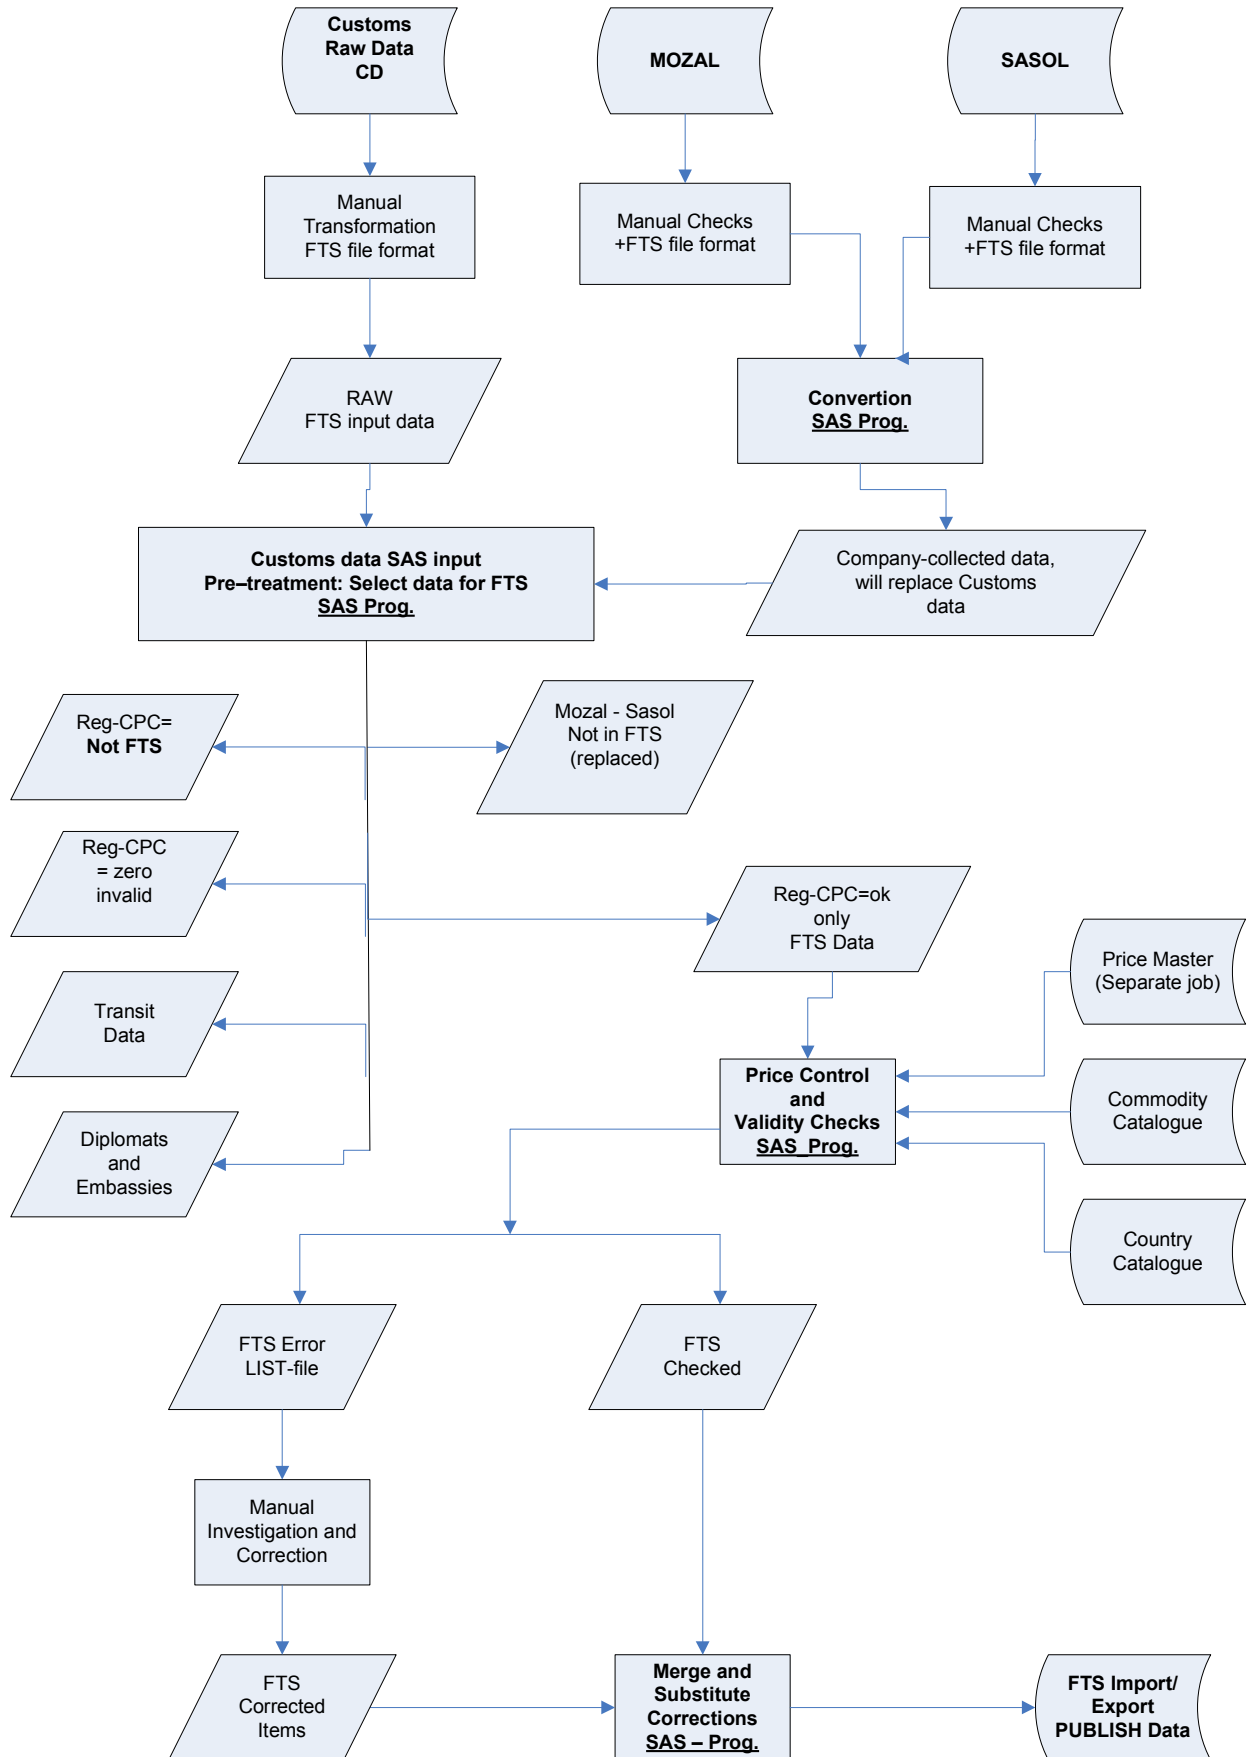 Customs
Raw Data
CD
MOZAL
SASOL
Manual
Transformation
FTS file format
Manual Checks
+FTS file format
Manual Checks
+FTS file format
RAW
FTS input data
Convertion
SAS Prog.
Customs data SAS input
Pre–treatment: Select data for FTS
SAS Prog.
Company-collected data,
will replace Customs
data
Reg-CPC=
Not FTS
Mozal - Sasol
Not in FTS
(replaced)
Reg-CPC
= zero
invalid
Reg-CPC=ok
only
FTS Data
Price Master
(Separate job)
Transit
Data
Price Control
and
Validity Checks
SAS_Prog.
Commodity
Catalogue
Diplomats
and
Embassies
Country
Catalogue
FTS Error
LIST-file
FTS
Checked
Manual
Investigation and
Correction
FTS
Corrected
Items
Merge and
Substitute
Corrections
SAS – Prog.
FTS Import/
Export
PUBLISH Data